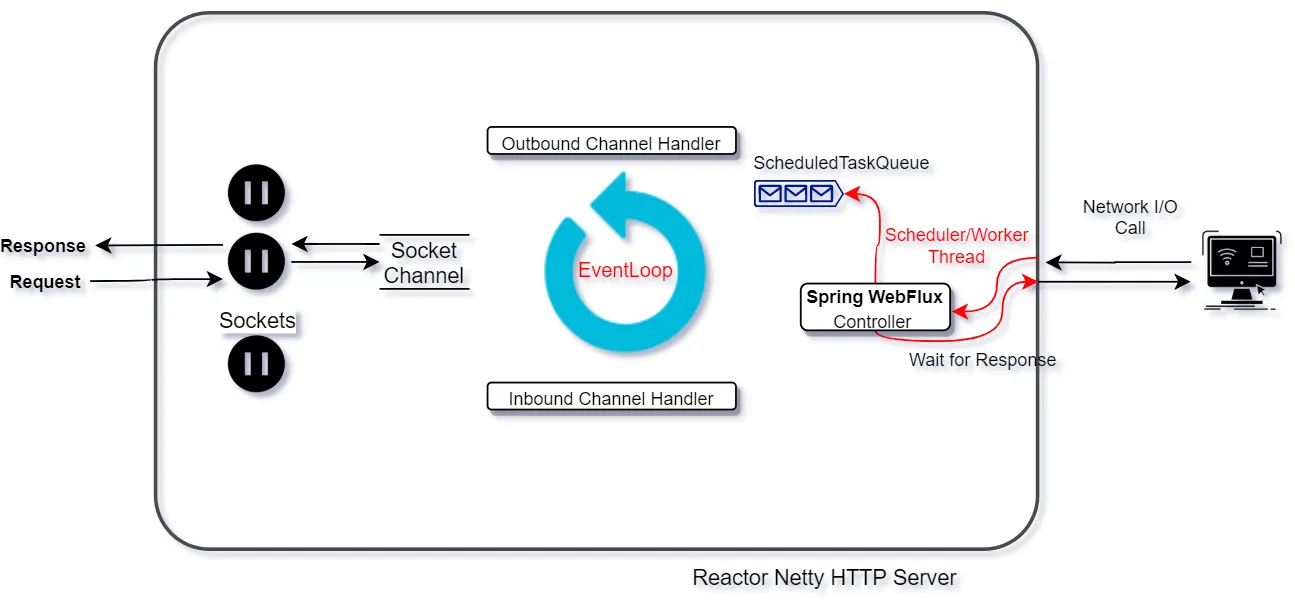 Outbound Channel Handler
ScheduledTaskQueue
Network I/O
Call
Response
Request
Socket
Channel
EventLoop
Scheduler/Worker
Thread
Sockets
Spring WebFlux
Controller
Wait for Response
Inbound Channel Handler
Reactor Netty HTTP Server